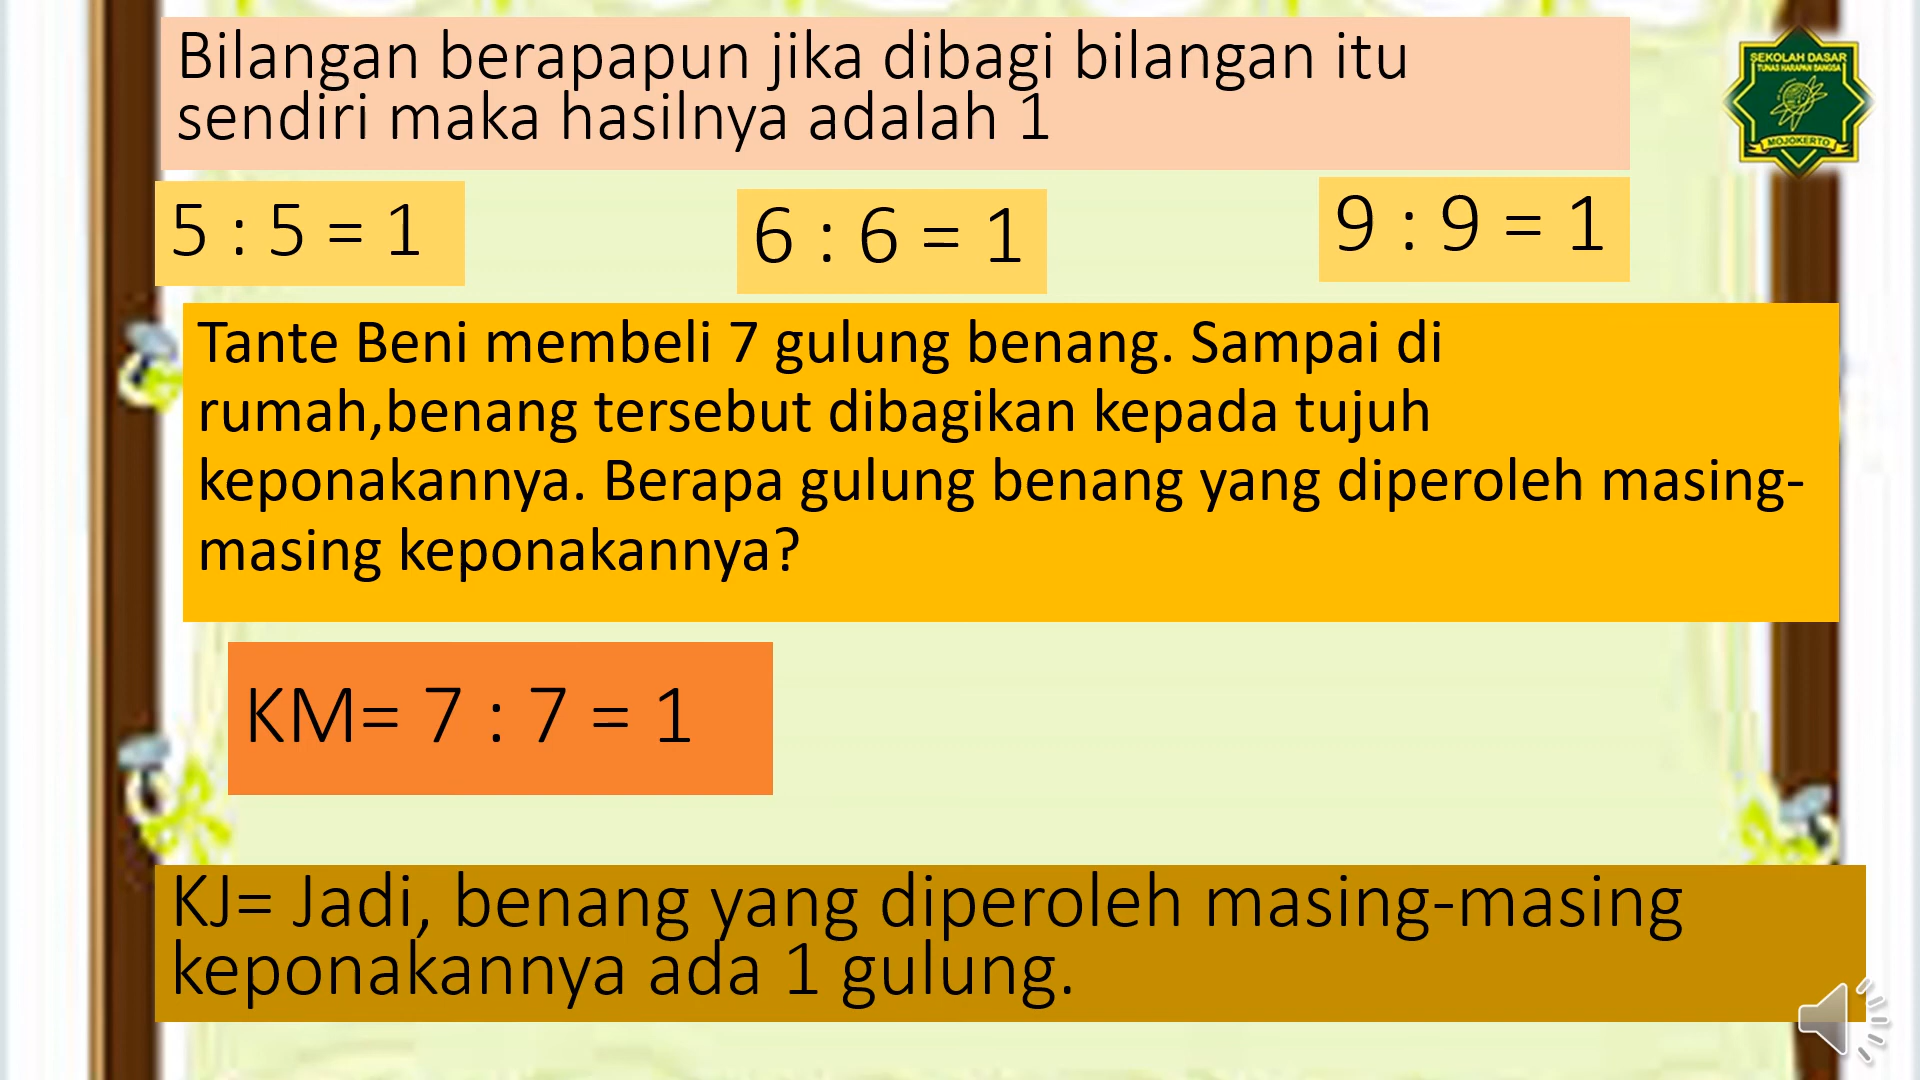 Bilangan berapapun jika dibagi bilangan itu
sendiri maka hasilnya adalah 1
SEKOLAH DASAR
TUNAS HARAPAN BANGSA
MOJOKERTO
5 : 5 = 1
6 : 6 = 1
9 : 9 = 1
Tante Beni membeli 7 gulung benang. Sampai di
rumah,benang tersebut dibagikan kepada tujuh
keponakannya. Berapa gulung benang yang diperoleh masing-
masing keponakannya?
KM= 7 : 7 = 1
KJ= Jadi, benang yang diperoleh masing-masing
keponakannya ada 1 gulung.